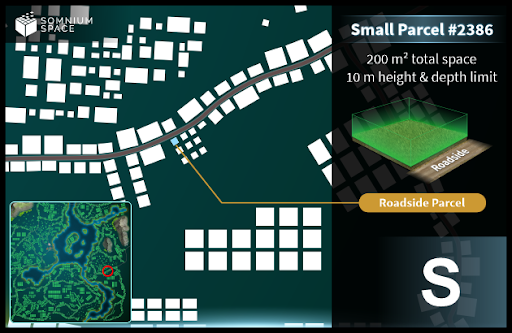 SOMNIUM
SPACE
Small Parcel #2386
200 m² total space
10 m height & depth limit
Roadside
Roadside Parcel
S